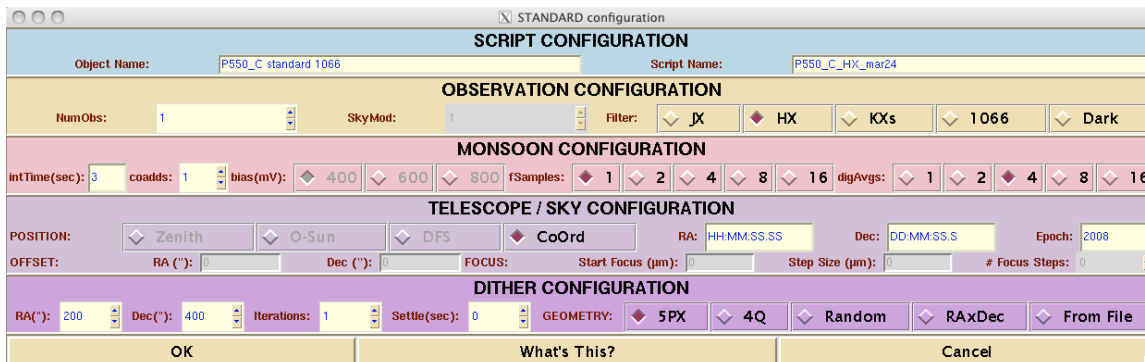 X STANDARD configuration
SCRIPT CONFIGURATION
Object Name: P550_C standard 1066 Script Name: P550_C_HX_mar24
OBSERVATION CONFIGURATION
NumObs: 1 SkyMod: 1 Filter: JX HX KXs 1066 Dark
MONSOON CONFIGURATION
intTime(sec): 3 coadds: 1 bias(mV): 400 600 800 fSamples: 1 2 4 8 16 digAvgs: 1 2 4 8 16
TELESCOPE / SKY CONFIGURATION
POSITION: Zenith O-Sun DFS CoOrd RA: HH:MM:SS.SS Dec: DD:MM:SS.S Epoch: 2008
OFFSET: RA ("): 0 Dec ("): 0 FOCUS: Start Focus (µm): 0 Step Size (µm): 0 # Focus Steps: 0
DITHER CONFIGURATION
RA("): 200 Dec("): 400 Iterations: 1 Settle(sec): 0 GEOMETRY: 5PX 4Q Random RAxDec From File
OK What's This? Cancel